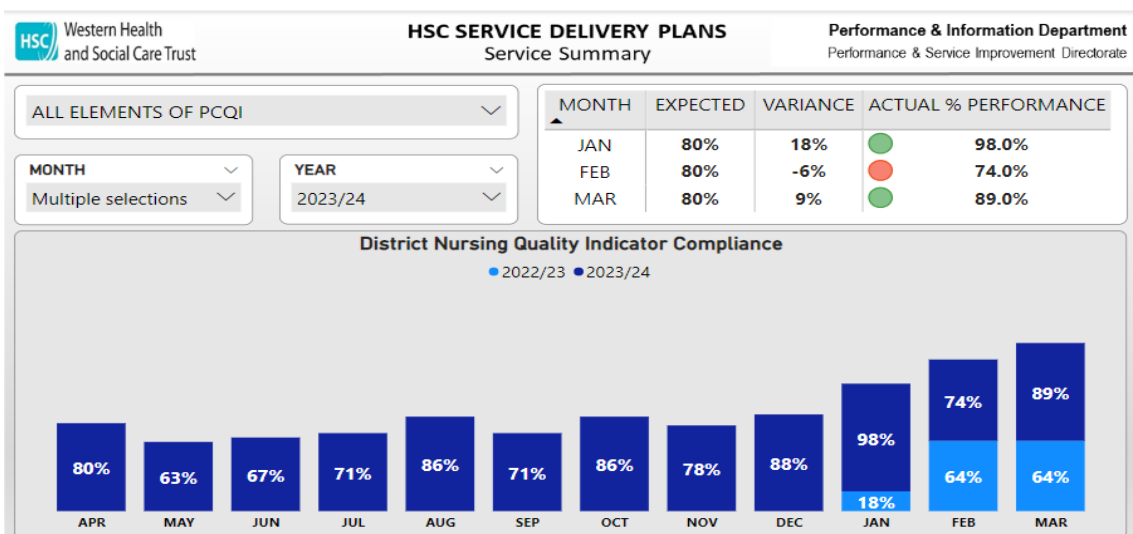 HSC
Western Health
and Social Care Trust
HSC SERVICE DELIVERY PLANS
Service Summary
Performance & Information Department
Performance & Service Improvement Directorate
ALL ELEMENTS OF PCQI
MONTH
Multiple selections
YEAR
2023/24
MONTH EXPECTED VARIANCE ACTUAL % PERFORMANCE
JAN 80% 18% 98.0%
FEB 80% -6% 74.0%
MAR 80% 9% 89.0%
District Nursing Quality Indicator Compliance
2022/23 2023/24
80% 63% 67% 71% 86% 71% 86% 78% 88% 98% 74% 89%
18% 64% 64%
APR MAY JUN JUL AUG SEP OCT NOV DEC JAN FEB MAR